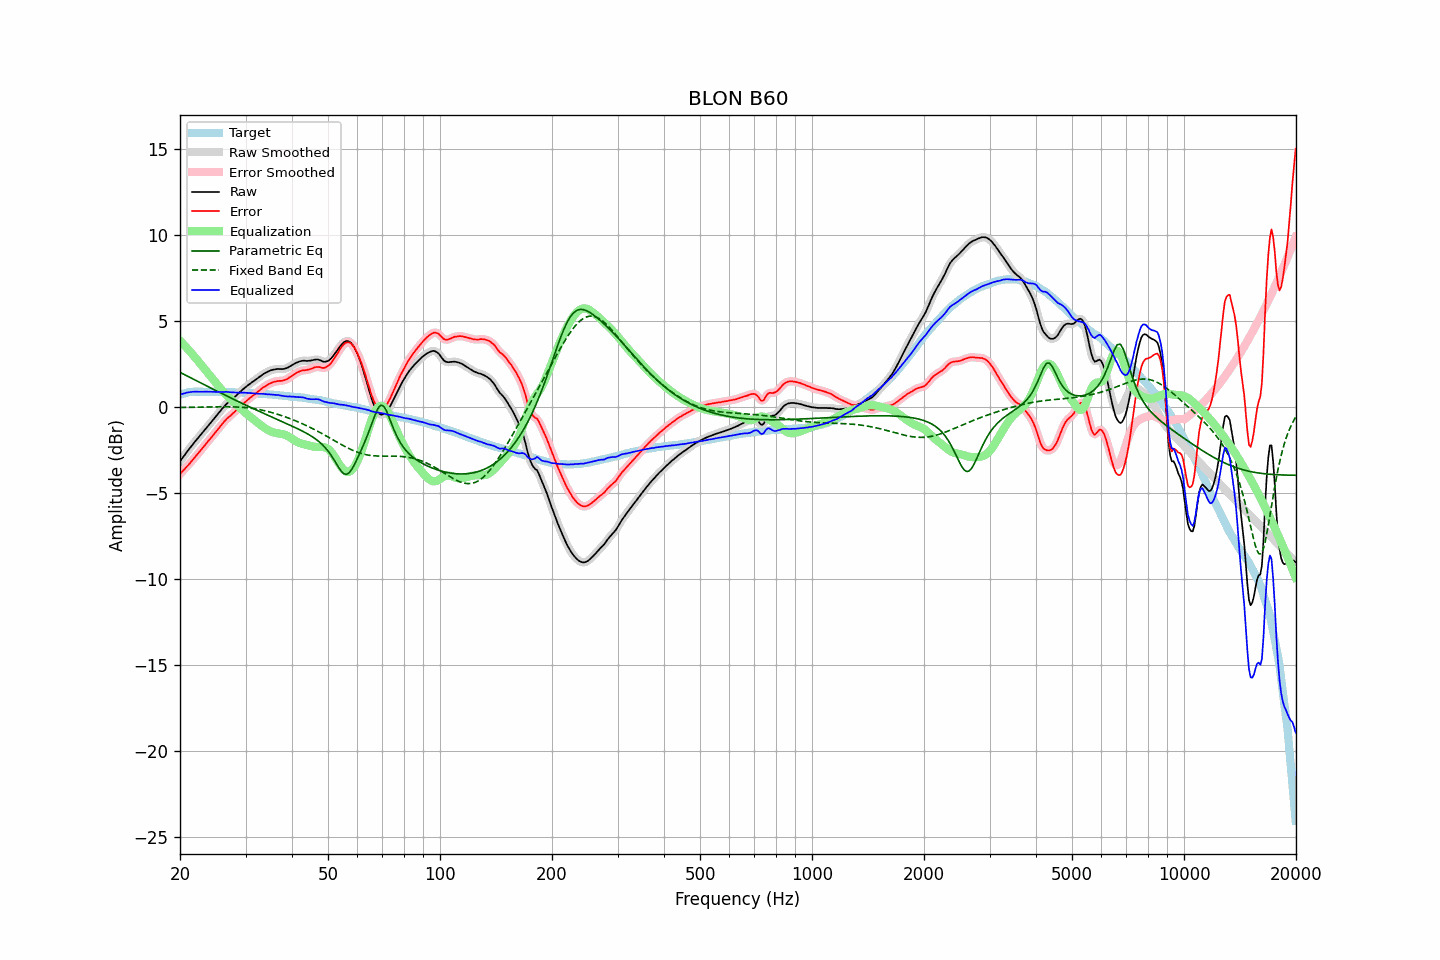 BLON B60
Target
Raw Smoothed
Error Smoothed
Raw
Error
Equalization
Parametric Eq
Fixed Band Eq
Equalized
Amplitude (dBr)
15
10
5
0
−5
−10
−15
−20
−25
20 50 100 200 500 1000 2000 5000 10000 20000
Frequency (Hz)